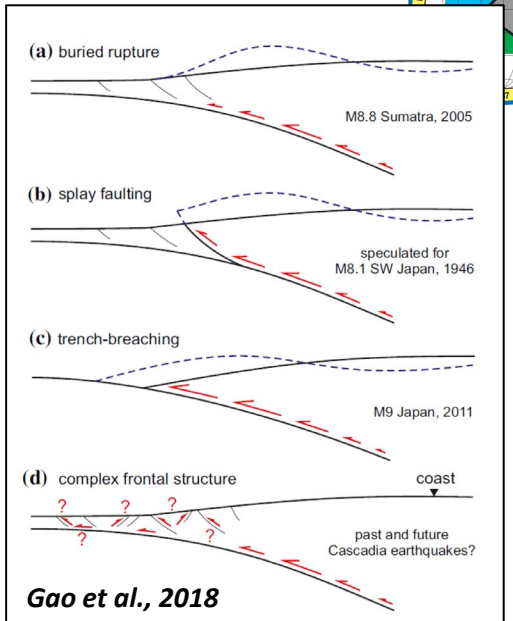 (a) buried rupture
M8.8 Sumatra, 2005
(b) splay faulting
speculated for
M8.1 SW Japan, 1946
(c) trench-breaching
M9 Japan, 2011
(d) complex frontal structure
coast
? ? ?
? ?
past and future
Cascadia earthquakes?
Gao et al., 2018